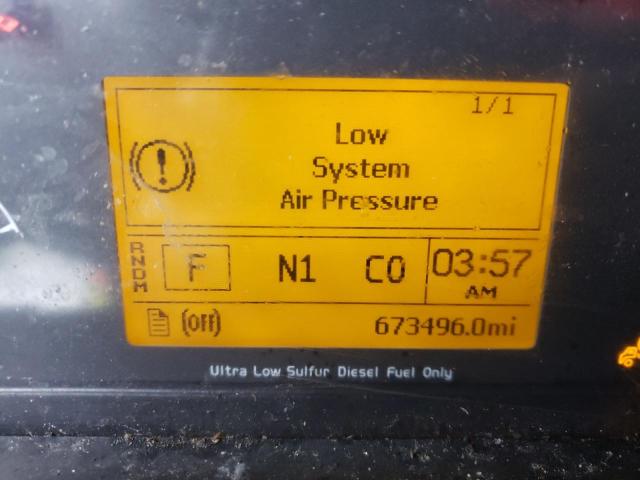 1/1
Low
System
Air Pressure
RNDM
F N1 C0 03:57
AM
(off) 673496.0mi
Ultra Low Sulfur Diesel Fuel Only